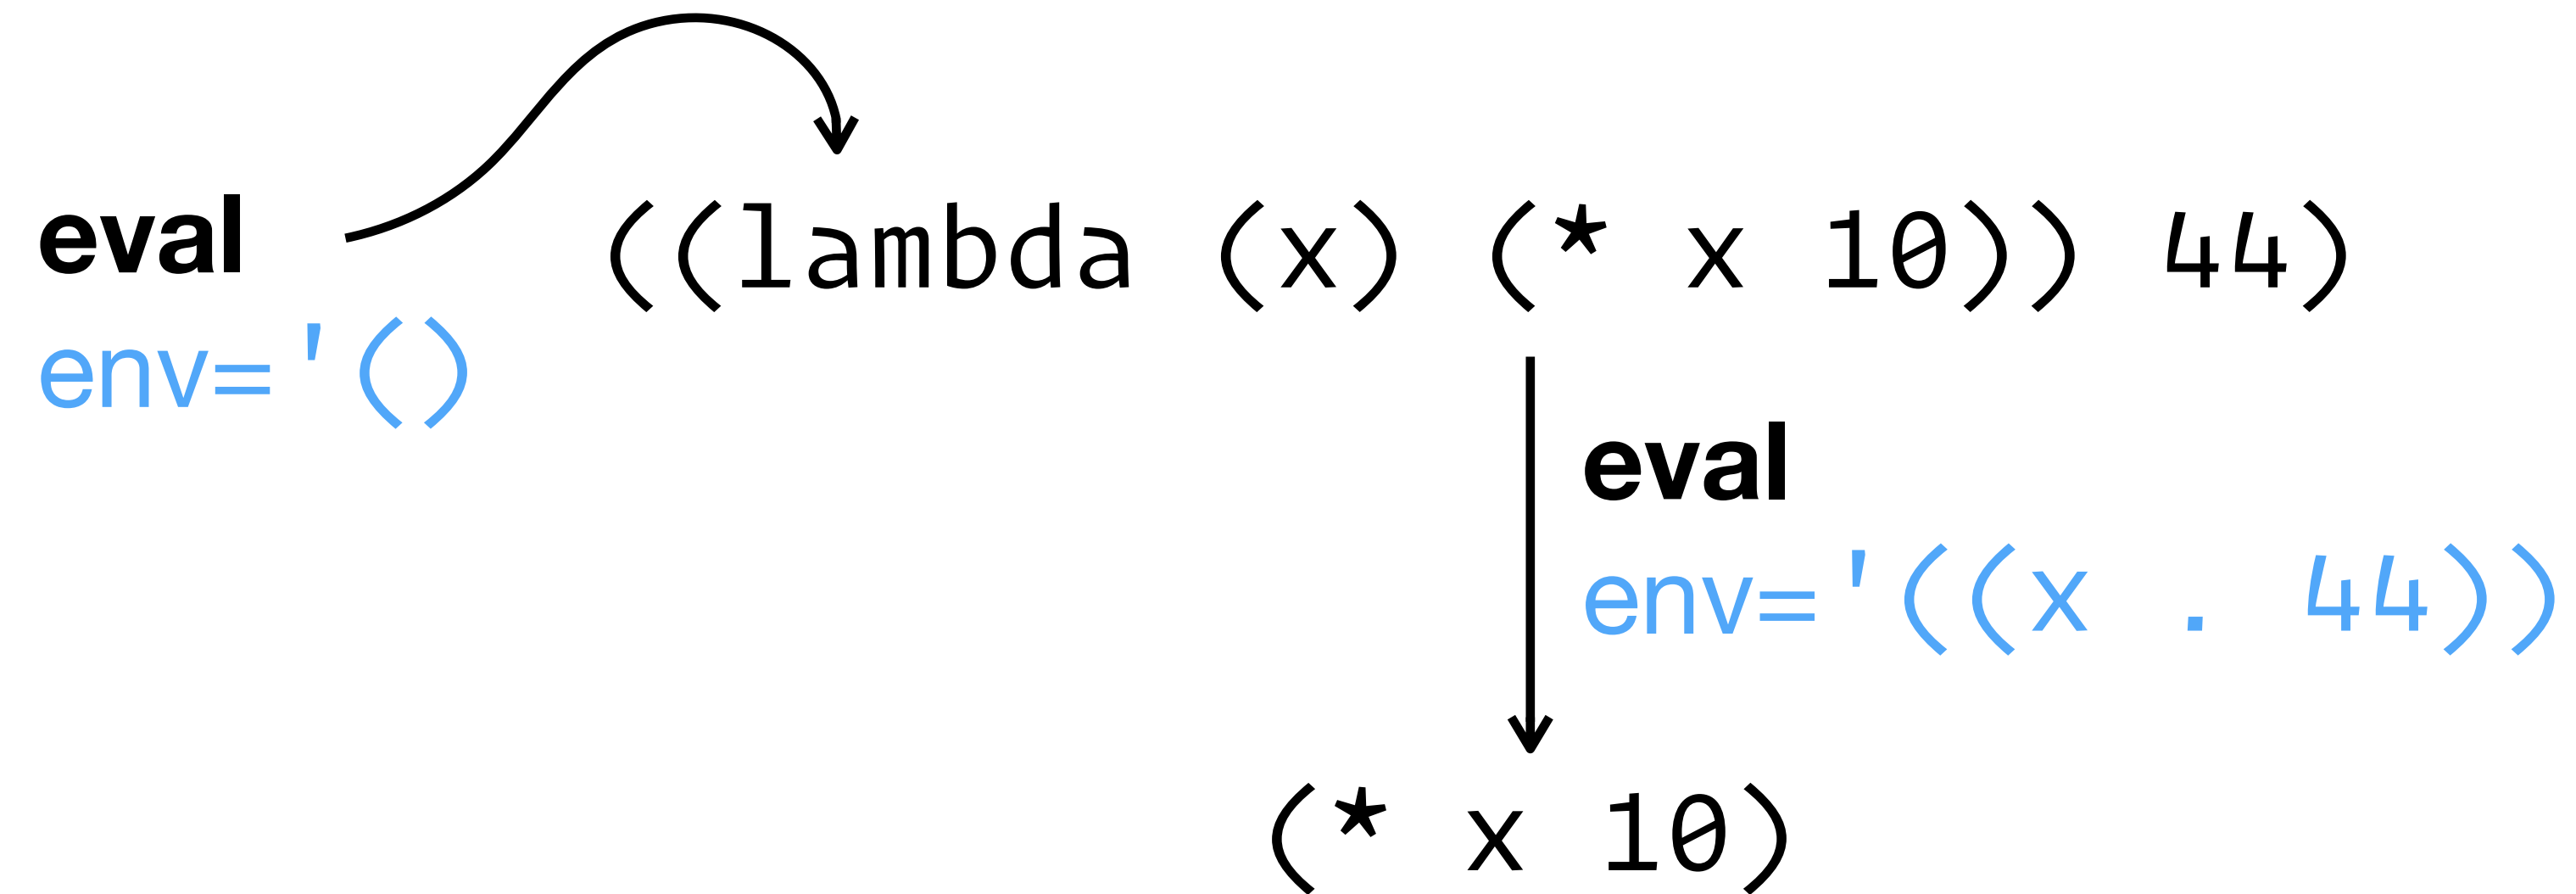 eval ((lambda (x) (* x 10)) 44)
env='()
eval
env='((x . 44))
(* x 10)